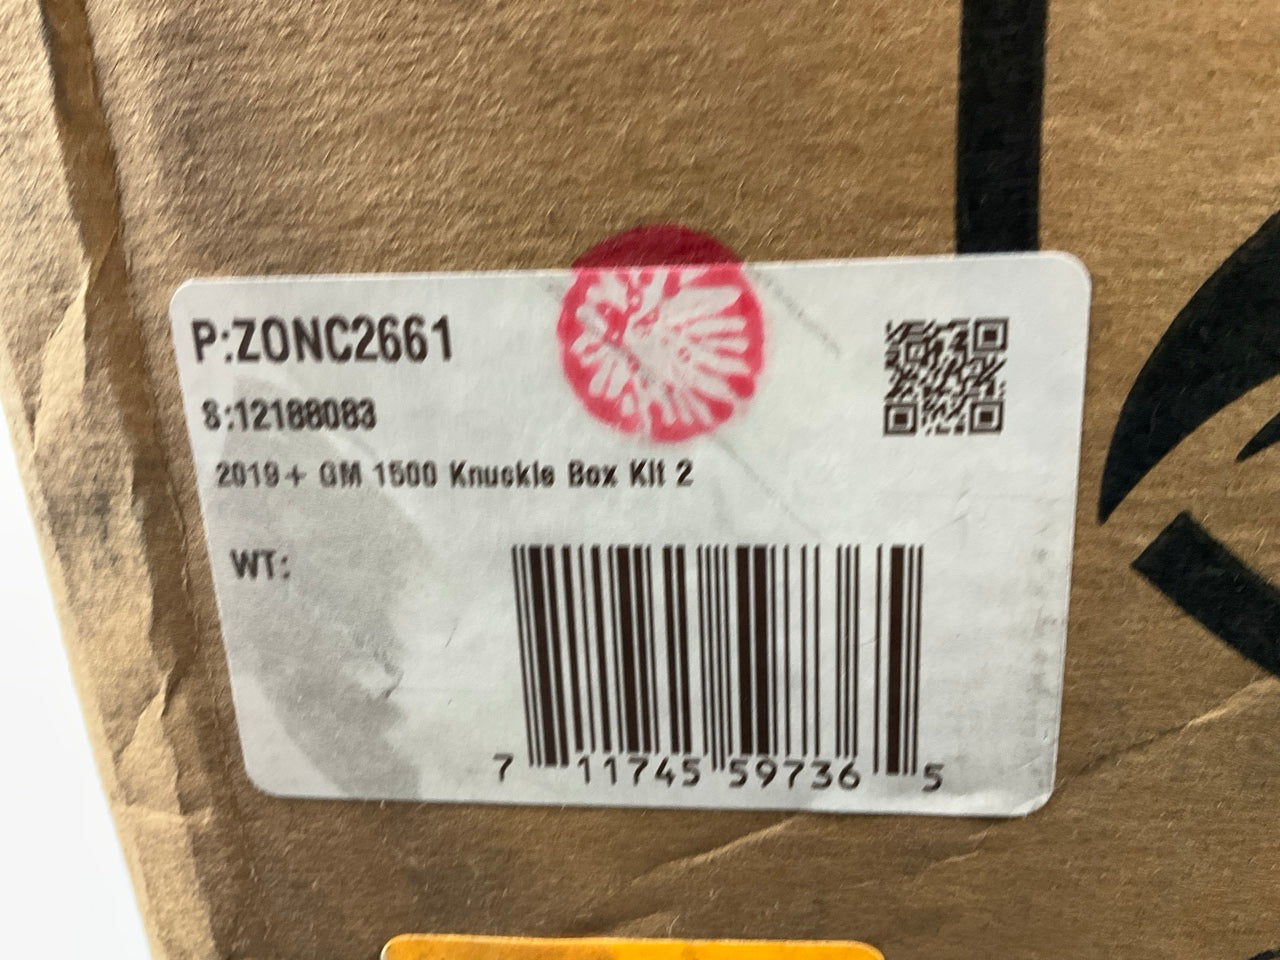 P:ZONC2661
S:12188083
2019+ GM 1500 Knuckle Box Kit 2
WT:
7 11745 59736 5